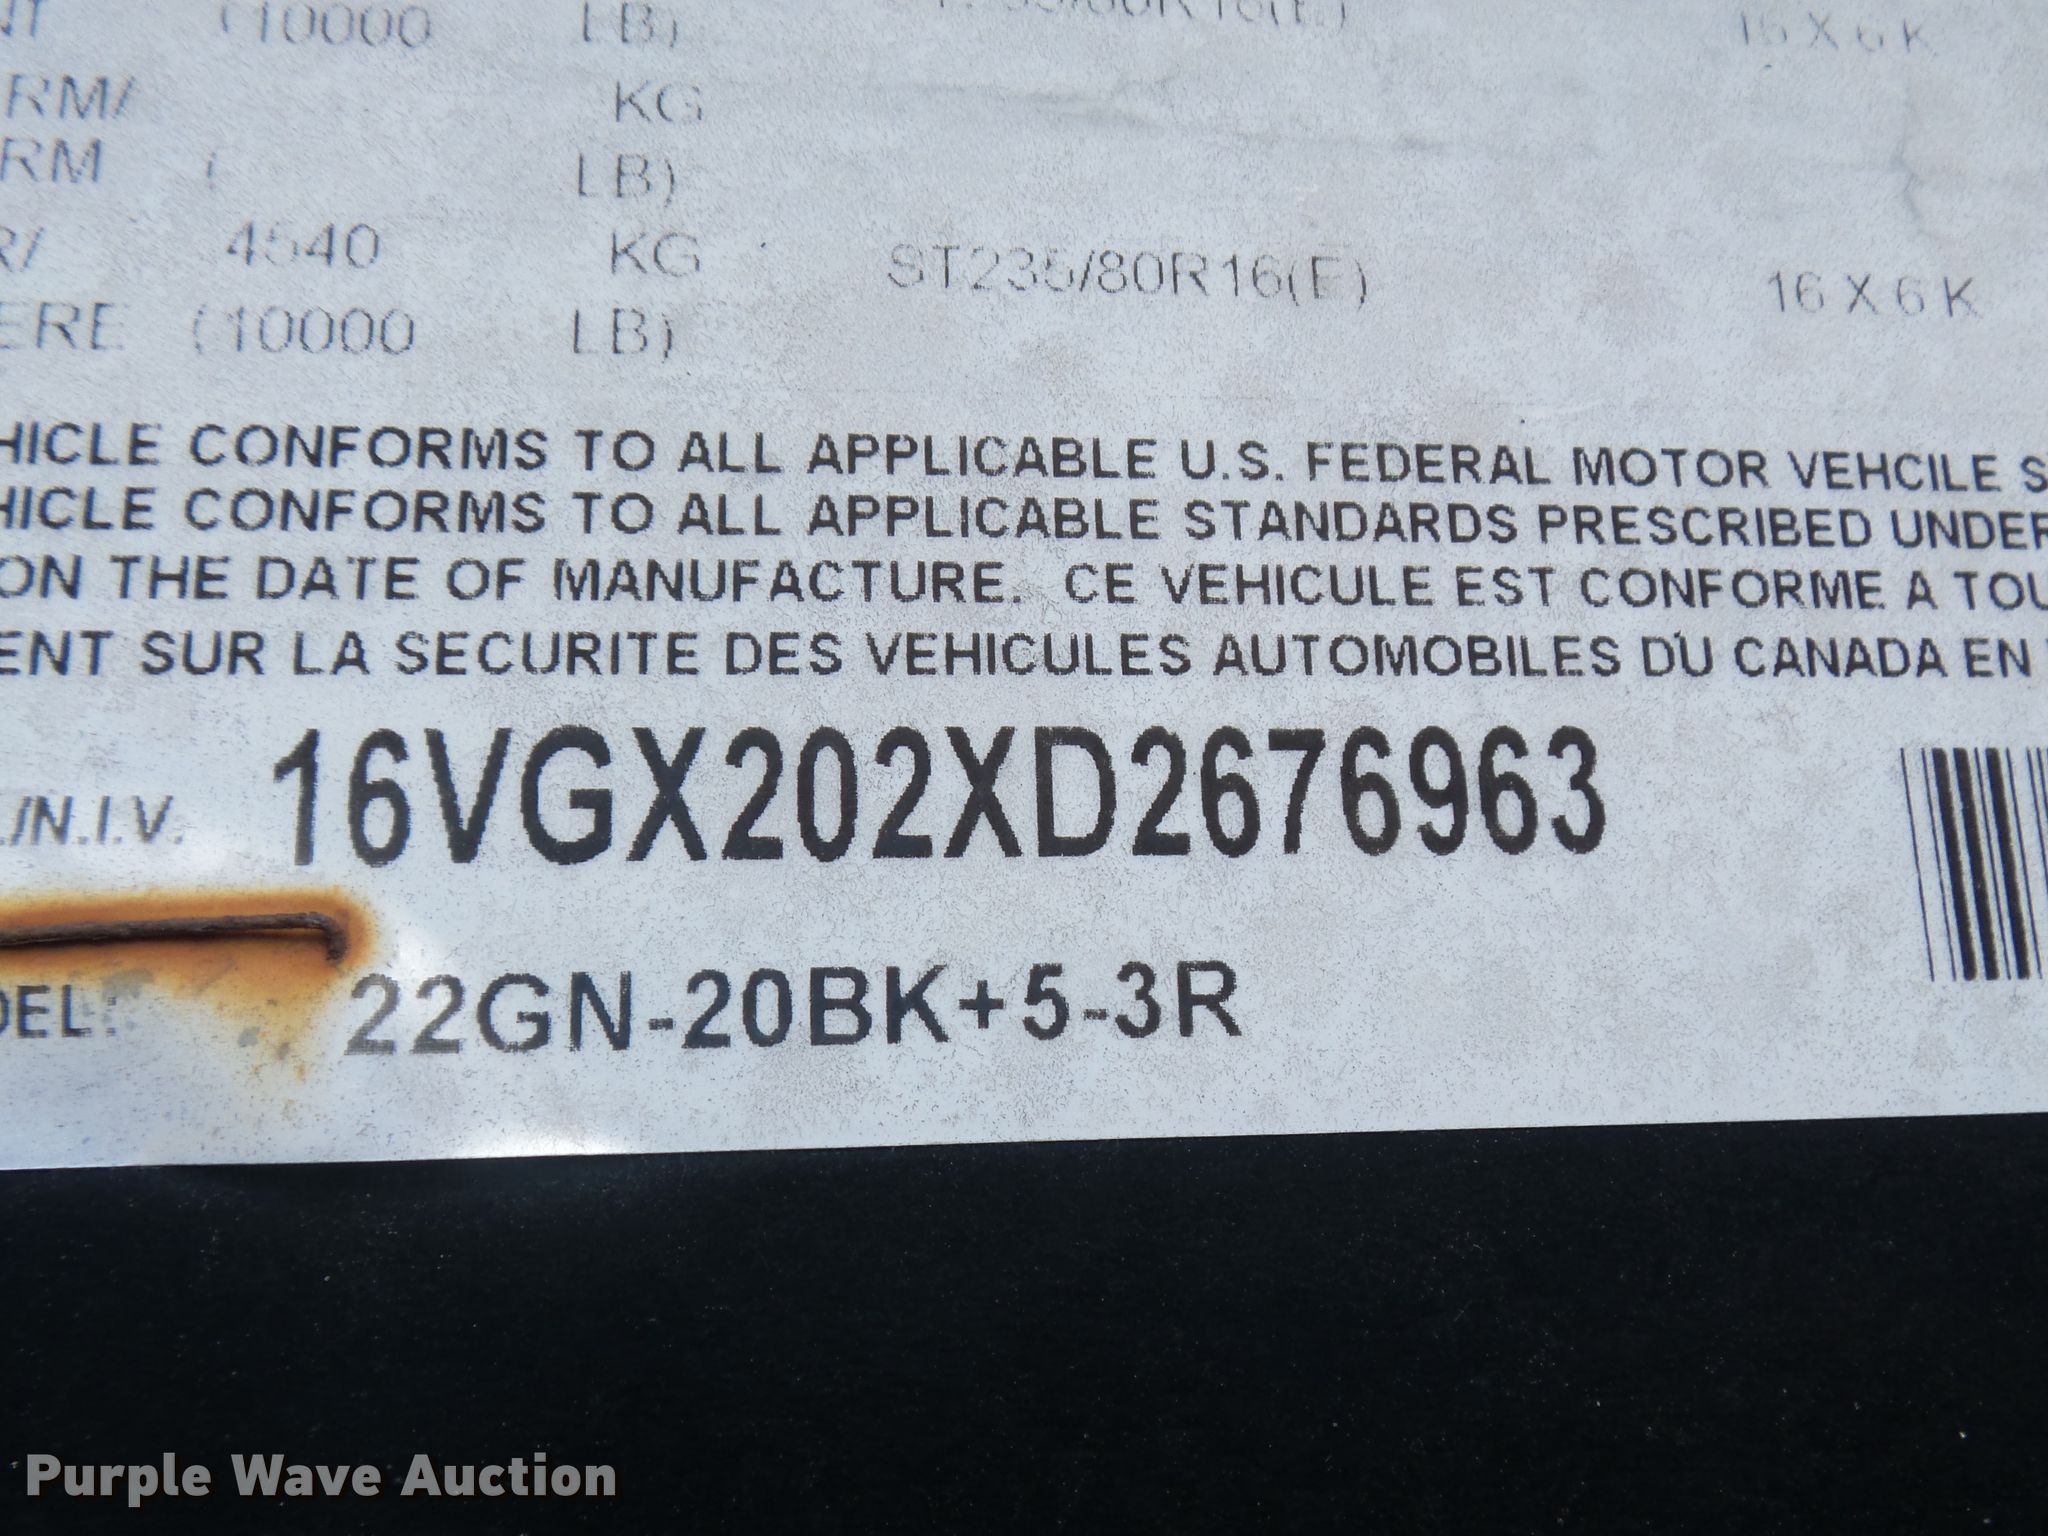 (10000 LB) 16 X 6 K
RM/ KG
RM ( LB)
R/ 4540 KG ST235/80R16(E) 16 X 6 K
ERE (10000 LB)
HICLE CONFORMS TO ALL APPLICABLE U.S. FEDERAL MOTOR VEHCILE S
HICLE CONFORMS TO ALL APPLICABLE STANDARDS PRESCRIBED UNDER
ON THE DATE OF MANUFACTURE. CE VEHICULE EST CONFORME A TOU
ENT SUR LA SECURITE DES VEHICULES AUTOMOBILES DU CANADA EN
./N.I.V. 16VGX202XD2676963
DEL: 22GN-20BK+5-3R
Purple Wave Auction